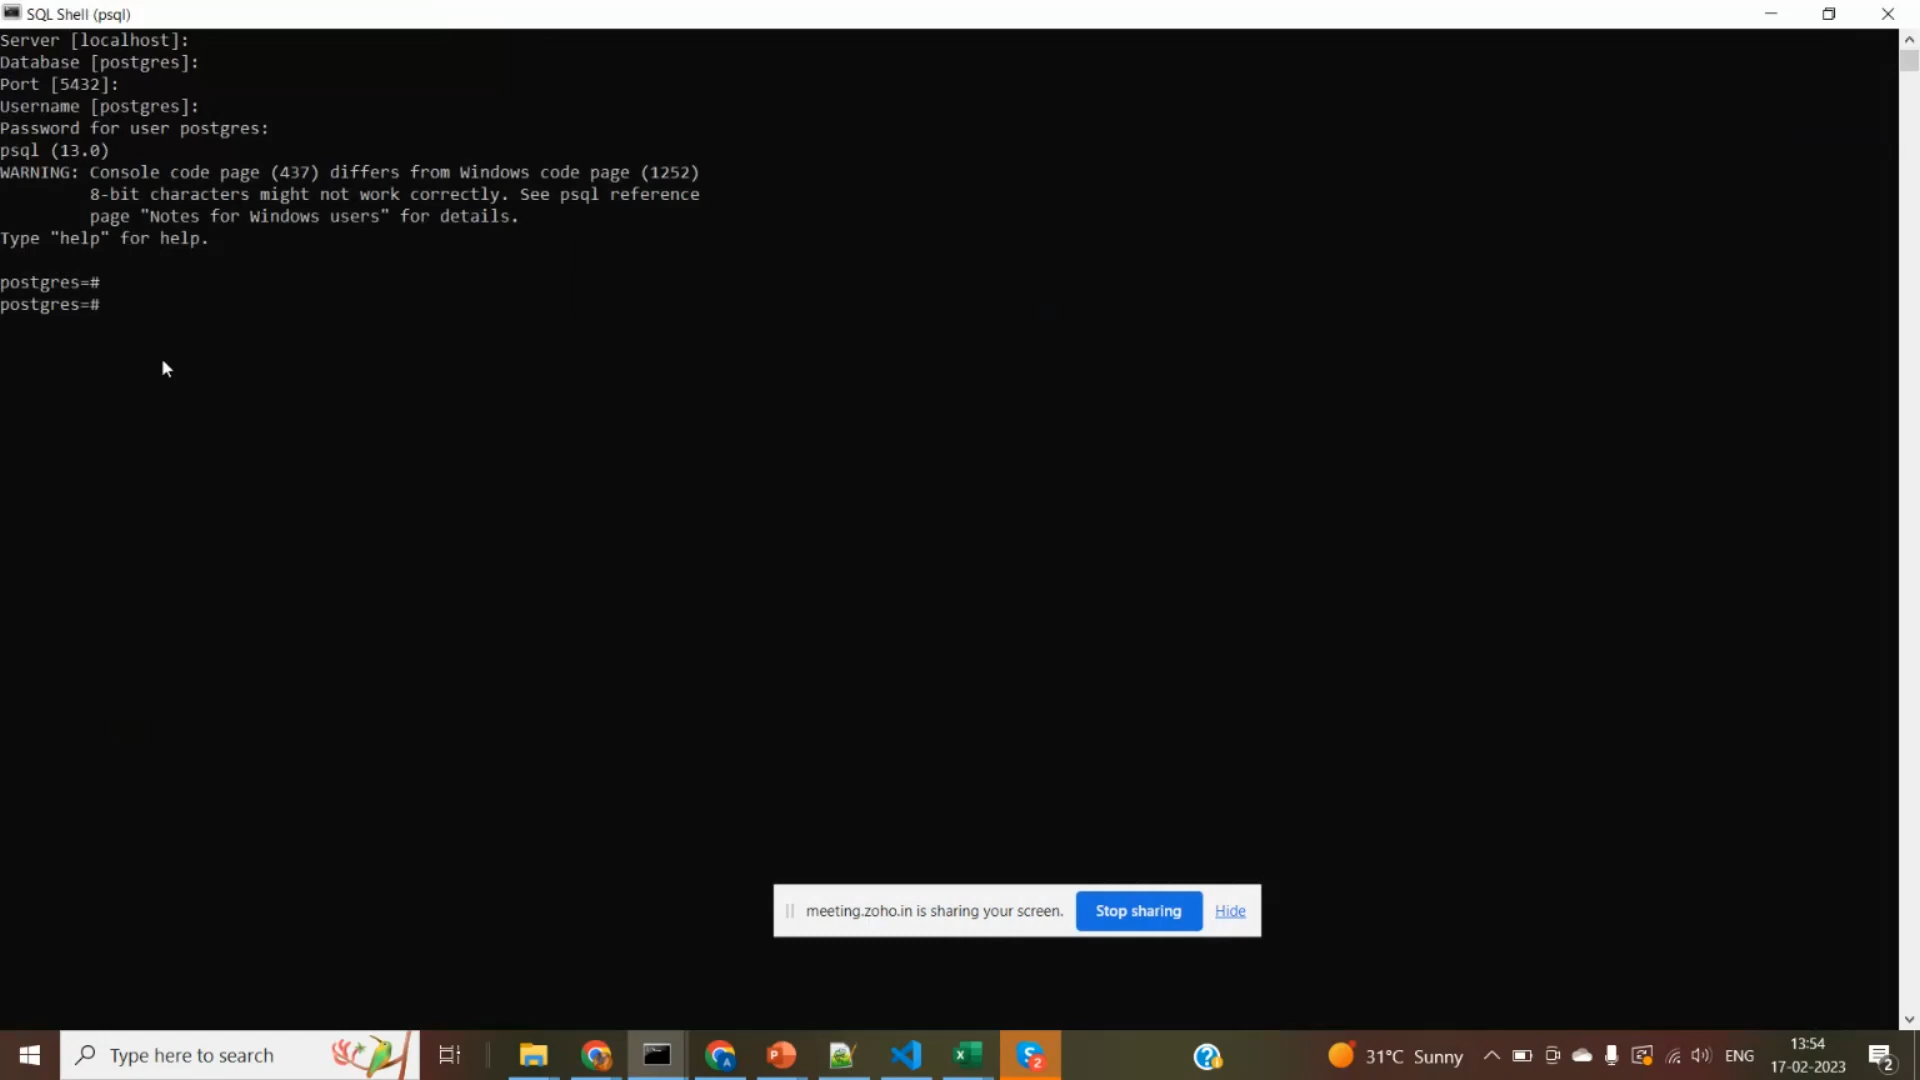 SQL Shell (psql)
Server [localhost]:
Database [postgres]:
Port [5432]:
Username [postgres]:
Password for user postgres:
psql (13.0)
WARNING: Console code page (437) differs from Windows code page (1252)
8-bit characters might not work correctly. See psql reference
page "Notes for Windows users" for details.
Type "help" for help.
postgres=#
postgres=#
meeting.zoho.in is sharing your screen. Stop sharing Hide
Type here to search
31°C Sunny
ENG
13:54
17-02-2023
2